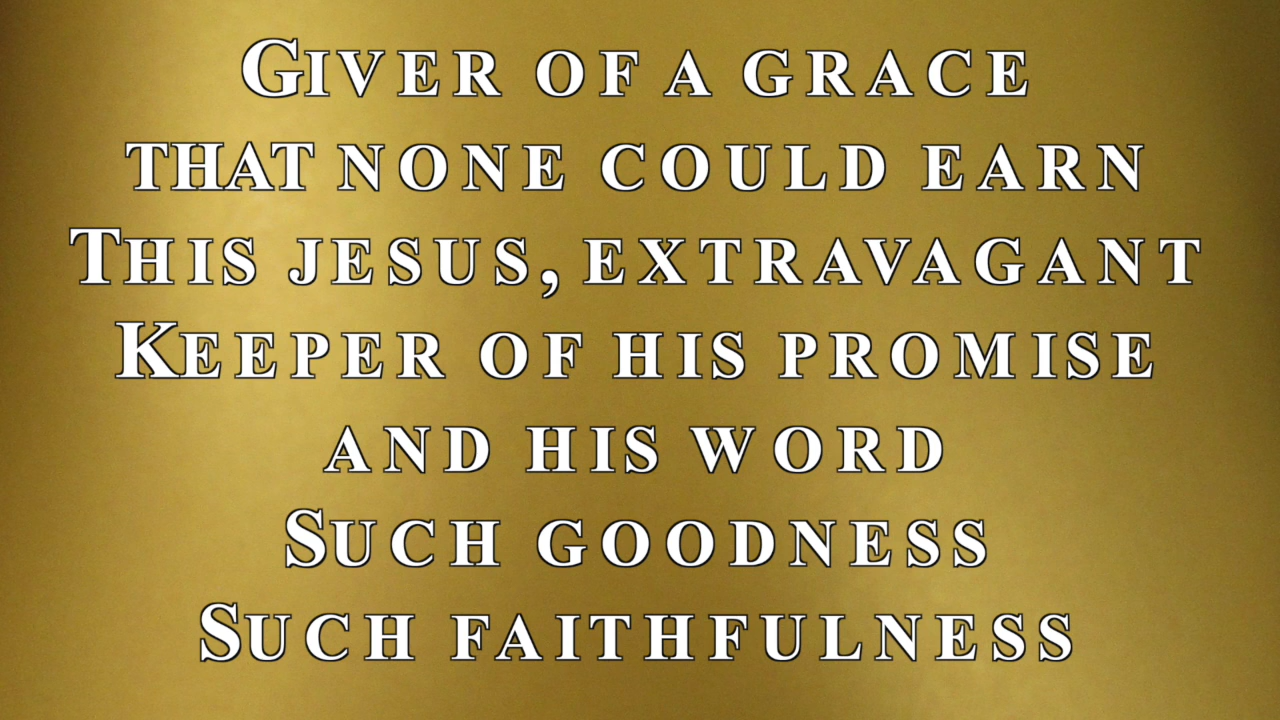 Giver of a grace
that none could earn
This jesus, extravagant
Keeper of his promise
and his word
Such goodness
Such faithfulness